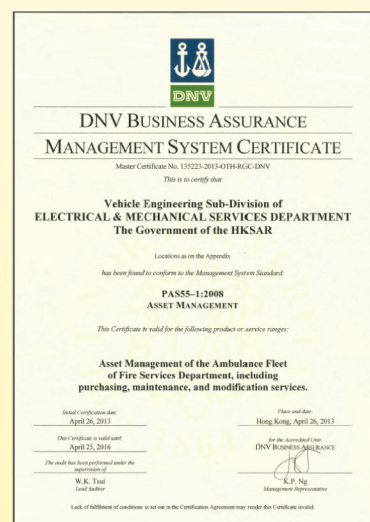 DNV
DNV BUSINESS ASSURANCE
MANAGEMENT SYSTEM CERTIFICATE
Master Certificate No. 135223-2013-OTH-RGC-DNV
This is to certify that
Vehicle Engineering Sub-Division of
ELECTRICAL & MECHANICAL SERVICES DEPARTMENT
The Government of the HKSAR
Locations as on the Appendix
has been found to conform to the Management System Standard:
PAS55-1:2008
ASSET MANAGEMENT
This Certificate is valid for the following product or service ranges:
Asset Management of the Ambulance Fleet
of Fire Services Department, including
purchasing, maintenance, and modification services.
Initial Certification date:
April 26, 2013
This Certificate is valid until:
April 25, 2016
The audit has been performed under the
supervision of
W.K. Tsui
Lead Auditor
Place and date:
Hong Kong, April 26, 2013
for the Accredited Unit:
DNV BUSINESS ASSURANCE
K.P. Ng
Management Representative
Lack of fulfilment of conditions as set out in the Certification Agreement may render this Certificate invalid.